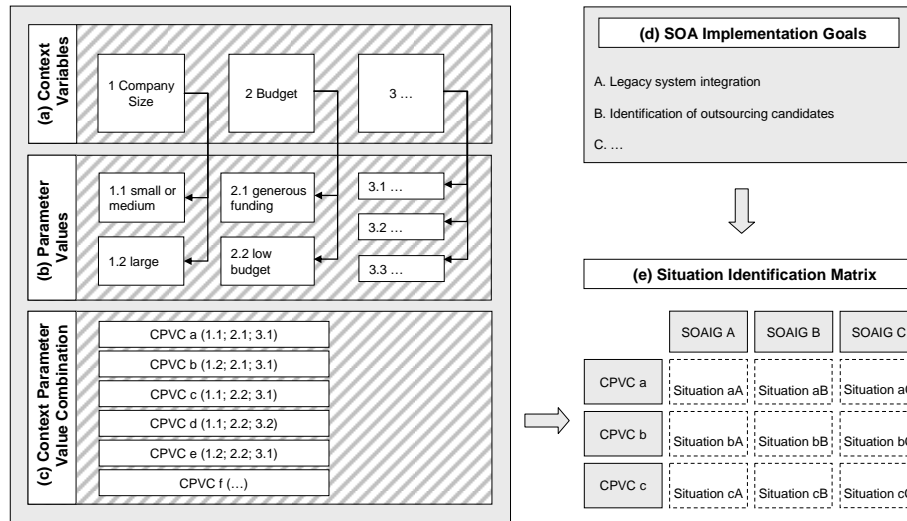 (a) Context
Variables
1 Company
Size
2 Budget
3 ...
(b) Parameter
Values
1.1 small or
medium
2.1 generous
funding
3.1 ...
3.2 ...
1.2 large
2.2 low
budget
3.3 ...
(c) Context Parameter
Value Combination
CPVC a (1.1; 2.1; 3.1)
CPVC b (1.2; 2.1; 3.1)
CPVC c (1.1; 2.2; 3.1)
CPVC d (1.1; 2.2; 3.2)
CPVC e (1.2; 2.2; 3.1)
CPVC f (...)
(d) SOA Implementation Goals
A. Legacy system integration
B. Identification of outsourcing candidates
C. ...
(e) Situation Identification Matrix
SOAIG A SOAIG B SOAIG C
CPVC a Situation aA Situation aB Situation a
CPVC b Situation bA Situation bB Situation b
CPVC c Situation cA Situation cB Situation c